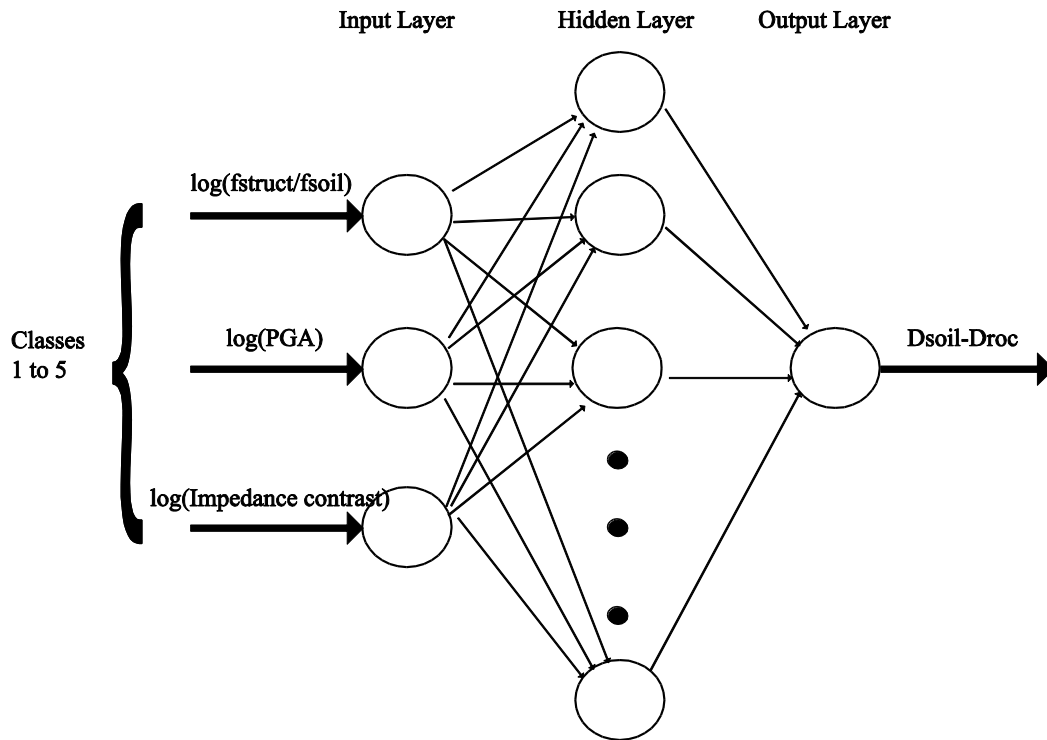 Input Layer
Hidden Layer
Output Layer
log(fstruct/fsoil)
log(PGA)
Classes
1 to 5
Dsoil-Droc
log(Impedance contrast)